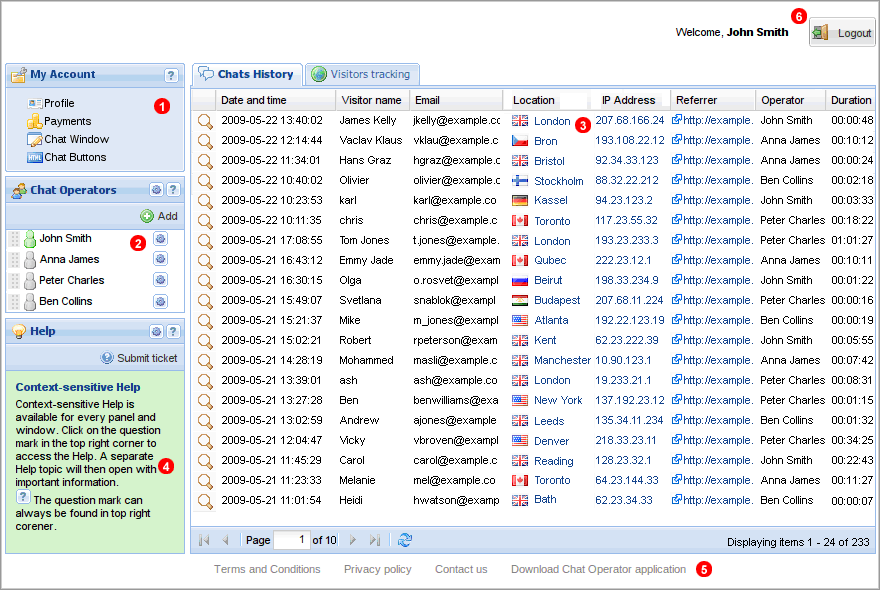 6
Welcome, John Smith
Logout
My Account ?
Profile
Payments
Chat Window
Chat Buttons
1
Chat Operators ?
Add
John Smith
2
Anna James
Peter Charles
Ben Collins
Help ?
Submit ticket
Context-sensitive Help
Context-sensitive Help is
available for every panel and
window. Click on the question
mark in the top right corner to
access the Help. A separate
Help topic will then open with
important information.
4
? The question mark can
always be found in top right
corener.
Chats History Visitors tracking
Date and time Visitor name Email Location IP Address Referrer Operator Duration
2009-05-22 13:40:02 James Kelly jkelly@example.cc London 3 207.68.166.24 http://example. John Smith 00:00:48
2009-05-22 12:14:44 Vaclav Klaus vklau@example.c Bron 193.108.22.12 http://example. Anna James 00:10:12
2009-05-22 11:34:01 Hans Graz hgraz@example.c Bristol 92.34.33.123 http://example. Anna James 00:00:24
2009-05-22 10:40:02 Olivier olivier@example.c Stockholm 88.32.22.212 http://example. Ben Collins 00:02:18
2009-05-22 10:23:53 karl karl@example.co Kassel 94.23.123.2 http://example. John Smith 00:03:33
2009-05-22 10:11:35 chris chris@example.c Toronto 117.23.55.32 http://example. Peter Charles 00:18:22
2009-05-21 17:08:55 Tom Jones t.jones@example. London 193.23.233.3 http://example. Peter Charles 01:01:27
2009-05-21 16:43:12 Emmy Jade emmy.jade@exam Qubec 222.23.12.1 http://example. Anna James 00:10:11
2009-05-21 16:30:15 Olga o.rosvet@exampl Beirut 198.33.234.9 http://example. John Smith 00:01:22
2009-05-21 15:49:07 Svetlana snablok@exampl Budapest 207.68.11.224 http://example. Peter Charles 00:00:16
2009-05-21 15:21:37 Mike m_jones@exampl Atlanta 192.22.123.19 http://example. Ben Collins 00:00:19
2009-05-21 15:02:21 Robert rpeterson@exam Kent 62.23.222.39 http://example. John Smith 00:05:55
2009-05-21 14:28:19 Mohammed masli@example.c Manchester 10.90.123.1 http://example. Anna James 00:07:42
2009-05-21 13:39:01 ash ash@example.co London 19.233.21.1 http://example. Peter Charles 00:08:31
2009-05-21 13:27:28 Ben benwilliams@exa New York 137.192.23.12 http://example. Peter Charles 00:01:15
2009-05-21 13:02:59 Andrew ajones@example Leeds 135.34.11.234 http://example. Ben Collins 00:01:32
2009-05-21 12:04:47 Vicky vbroven@exampl Denver 218.33.23.11 http://example. Peter Charles 00:34:25
2009-05-21 11:45:29 Carol carol@example.c Reading 128.23.32.1 http://example. John Smith 00:22:43
2009-05-21 11:23:33 Melanie mel@example.co Toronto 64.23.144.33 http://example. Anna James 00:11:27
2009-05-21 11:01:54 Heidi hwatson@examp Bath 62.23.34.33 http://example. Ben Collins 00:00:07
Page 1 of 10
Displaying items 1 - 24 of 233
Terms and Conditions Privacy policy Contact us Download Chat Operator application 5